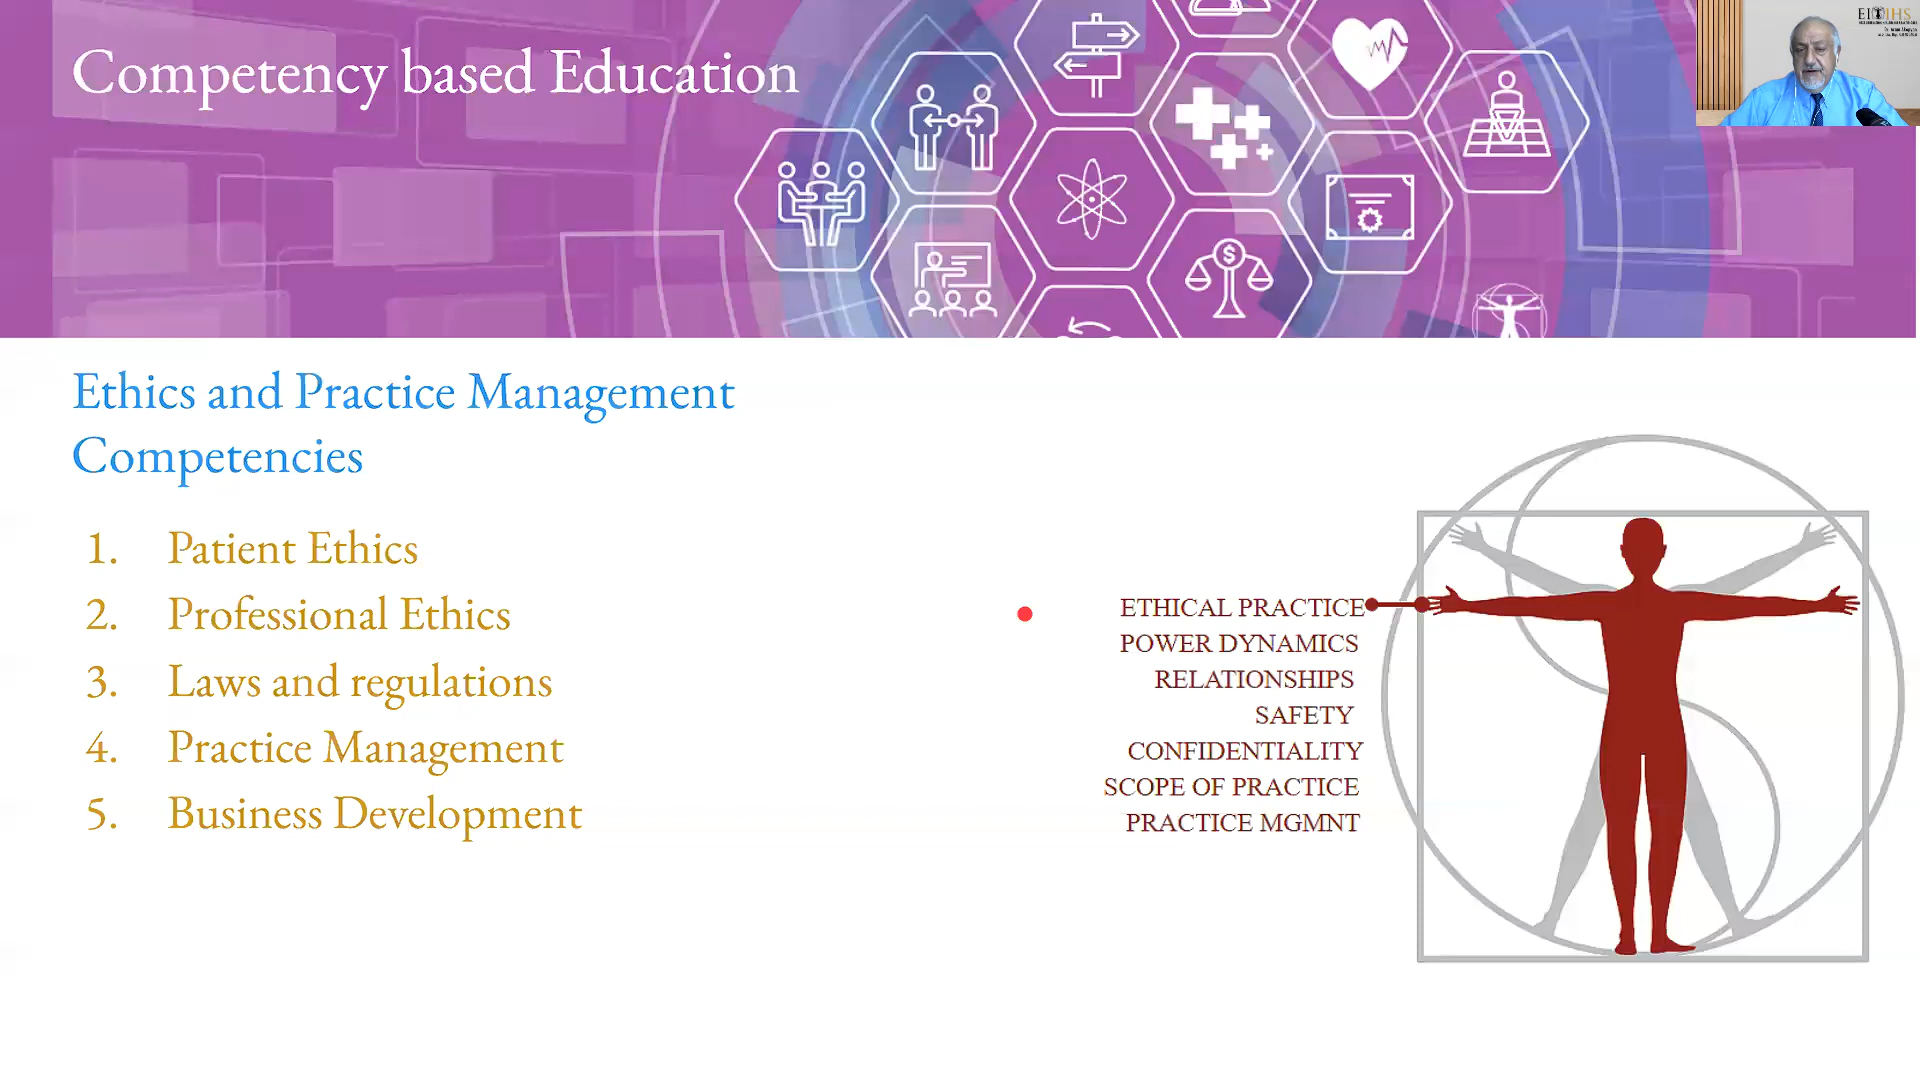 Competency based Education
EIIHS
Ethics and Practice Management
Competencies
1. Patient Ethics
2. Professional Ethics
3. Laws and regulations
4. Practice Management
5. Business Development
ETHICAL PRACTICE
POWER DYNAMICS
RELATIONSHIPS
SAFETY
CONFIDENTIALITY
SCOPE OF PRACTICE
PRACTICE MGMNT